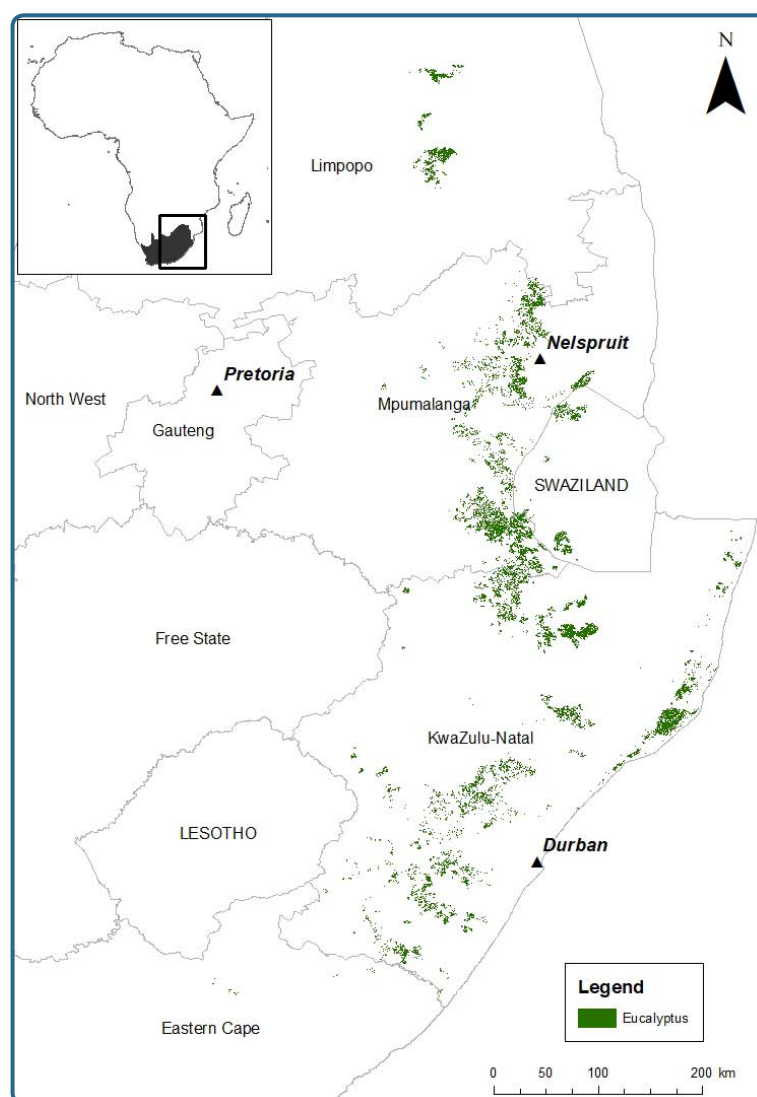 N
Limpopo
Nelspruit
Pretoria
North West
Mpumalanga
Gauteng
SWAZILAND
Free State
KwaZulu-Natal
LESOTHO
Durban
Legend
Eucalyptus
Eastern Cape
0 50 100 200 km